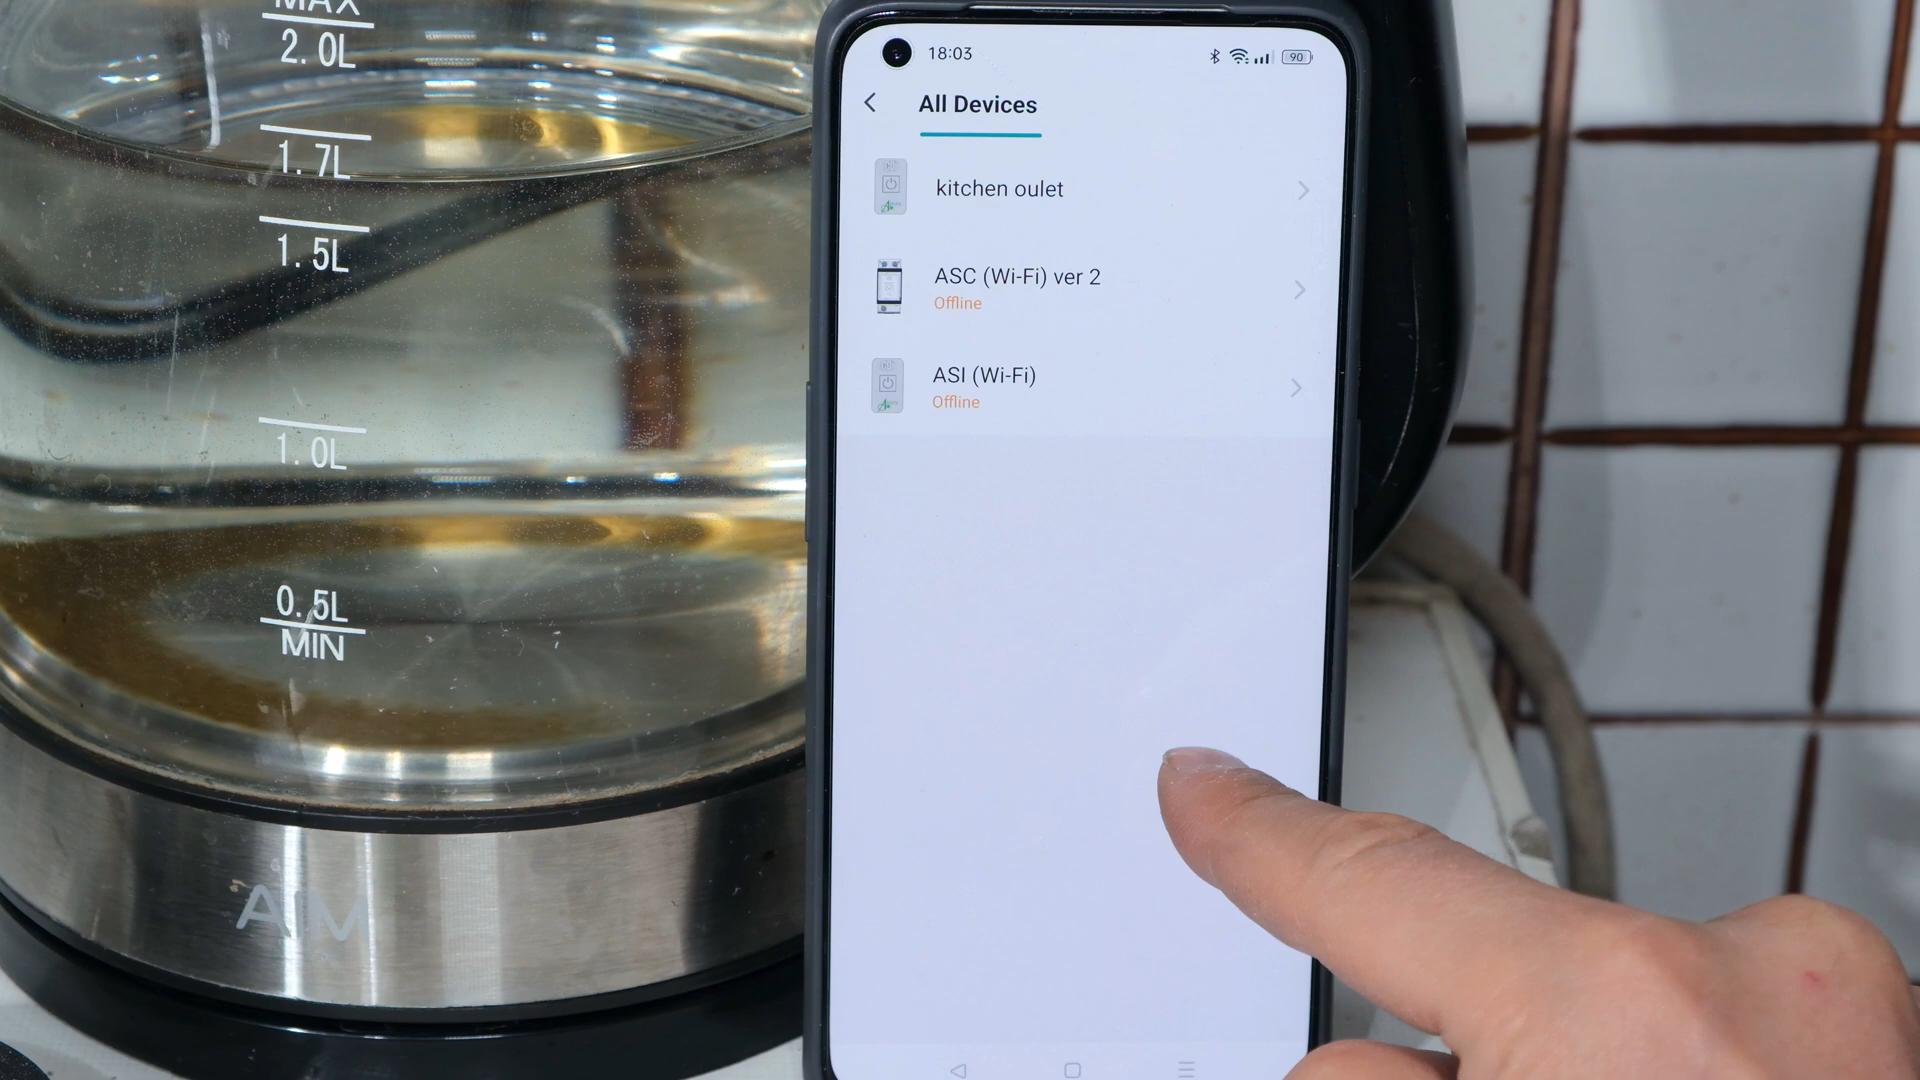 MAX
2.0L
1.7L
1.5L
1.0L
0.5L
MIN
18:03
90
All Devices
kitchen oulet
ASC (Wi-Fi) ver 2
Offline
ASI (Wi-Fi)
Offline